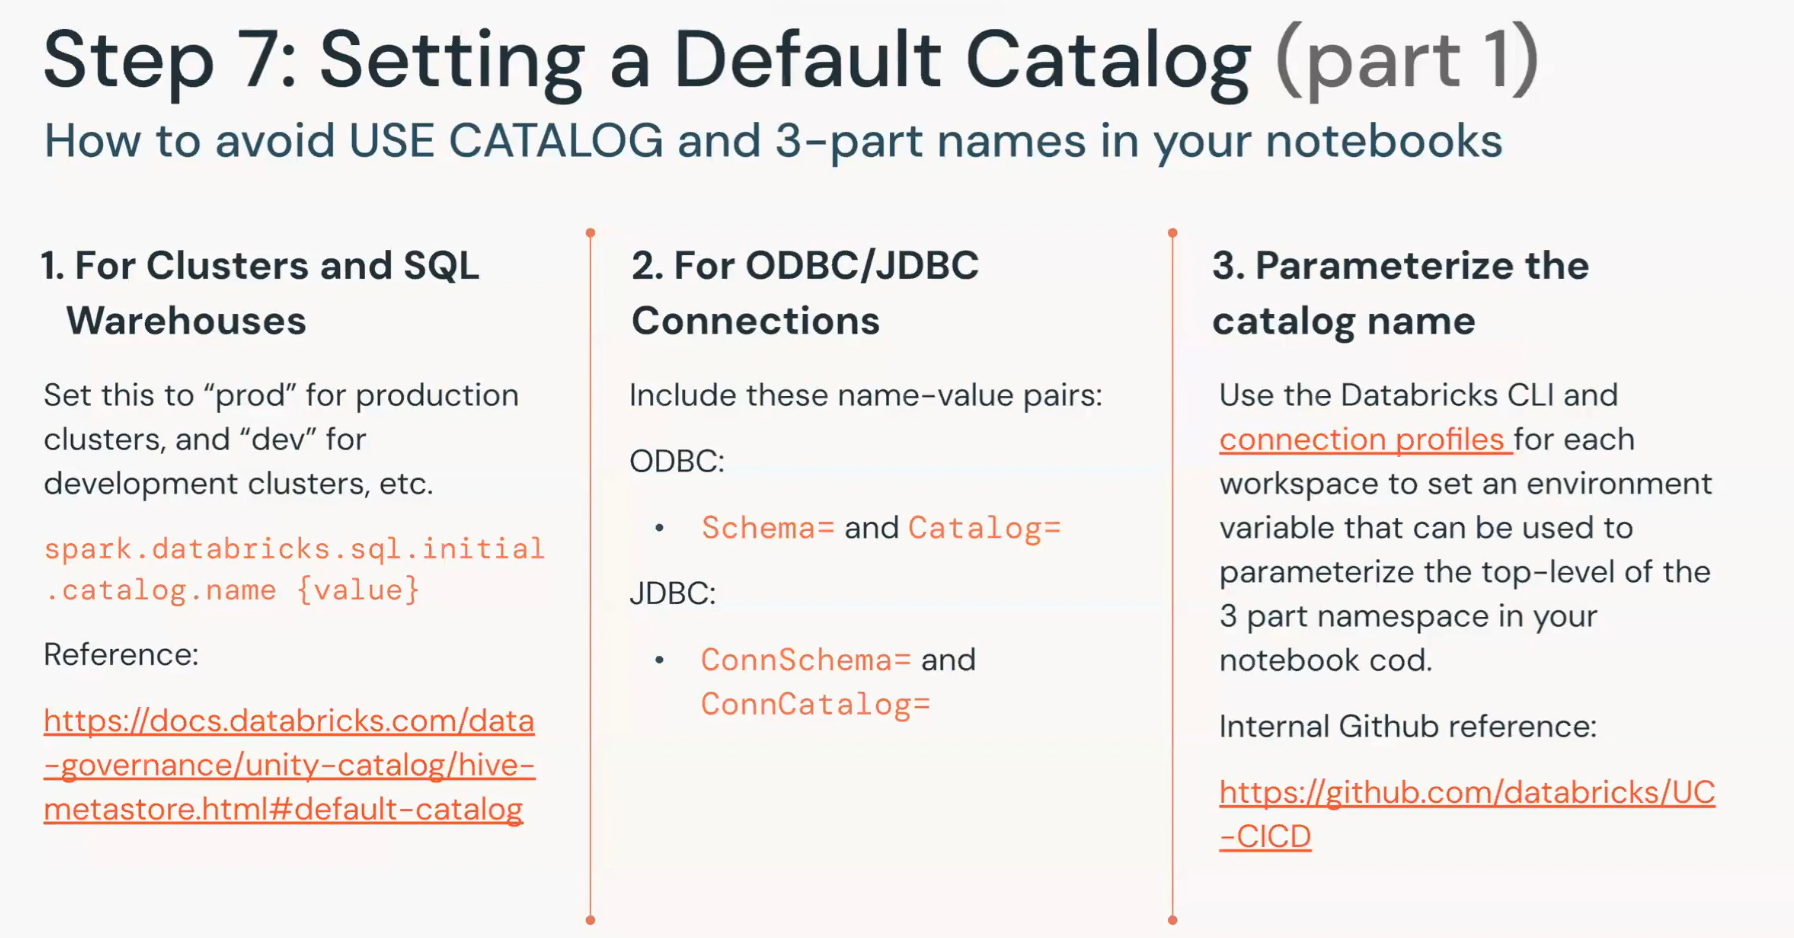 Step 7: Setting a Default Catalog (part 1)
How to avoid USE CATALOG and 3-part names in your notebooks
1. For Clusters and SQL
Warehouses
Set this to “prod” for production
clusters, and “dev” for
development clusters, etc.
spark.databricks.sql.initial
.catalog.name {value}
Reference:
https://docs.databricks.com/data
-governance/unity-catalog/hive-
metastore.html#default-catalog
2. For ODBC/JDBC
Connections
Include these name-value pairs:
ODBC:
• Schema= and Catalog=
JDBC:
• ConnSchema= and
ConnCatalog=
3. Parameterize the
catalog name
Use the Databricks CLI and
connection profiles for each
workspace to set an environment
variable that can be used to
parameterize the top-level of the
3 part namespace in your
notebook cod.
Internal Github reference:
https://github.com/databricks/UC
-CICD